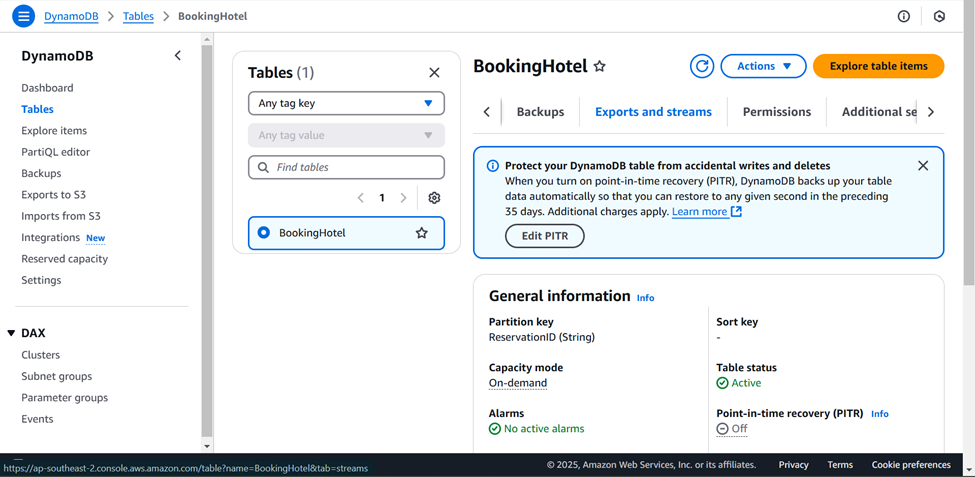 DynamoDB > Tables > BookingHotel
DynamoDB
Dashboard
Tables
Explore items
PartiQL editor
Backups
Exports to S3
Imports from S3
Integrations New
Reserved capacity
Settings
DAX
Clusters
Subnet groups
Parameter groups
Events
Tables (1)
Any tag key
Any tag value
Find tables
1
BookingHotel
BookingHotel
Actions
Explore table items
Backups
Exports and streams
Permissions
Additional se
Protect your DynamoDB table from accidental writes and deletes
When you turn on point-in-time recovery (PITR), DynamoDB backs up your table
data automatically so that you can restore to any given second in the preceding
35 days. Additional charges apply. Learn more
Edit PITR
General information Info
Partition key
ReservationID (String)
Sort key
-
Capacity mode
On-demand
Table status
Active
Alarms
No active alarms
Point-in-time recovery (PITR) Info
Off
https://ap-southeast-2.console.aws.amazon.com/table?name=BookingHotel&tab=streams
© 2025, Amazon Web Services, Inc. or its affiliates.
Privacy
Terms
Cookie preferences